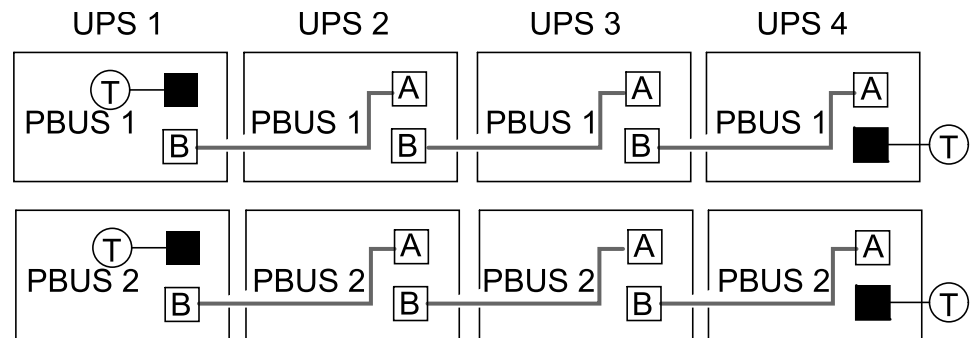 UPS 1 UPS 2 UPS 3 UPS 4
T A A A
PBUS 1 PBUS 1 PBUS 1 PBUS 1
B B B T
T A A A
PBUS 2 PBUS 2 PBUS 2 PBUS 2
B B B T